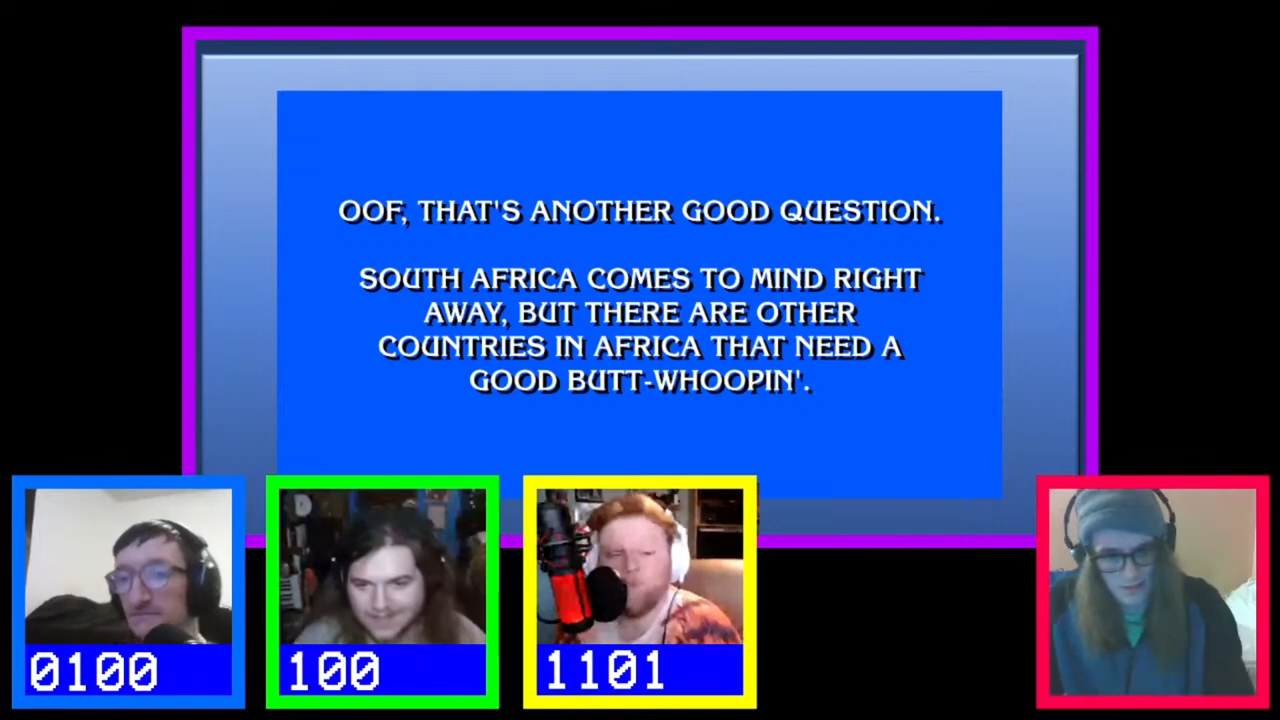 OOF, THAT'S ANOTHER GOOD QUESTION.
SOUTH AFRICA COMES TO MIND RIGHT
AWAY, BUT THERE ARE OTHER
COUNTRIES IN AFRICA THAT NEED A
GOOD BUTT-WHOOPIN'.
0100
100
1101